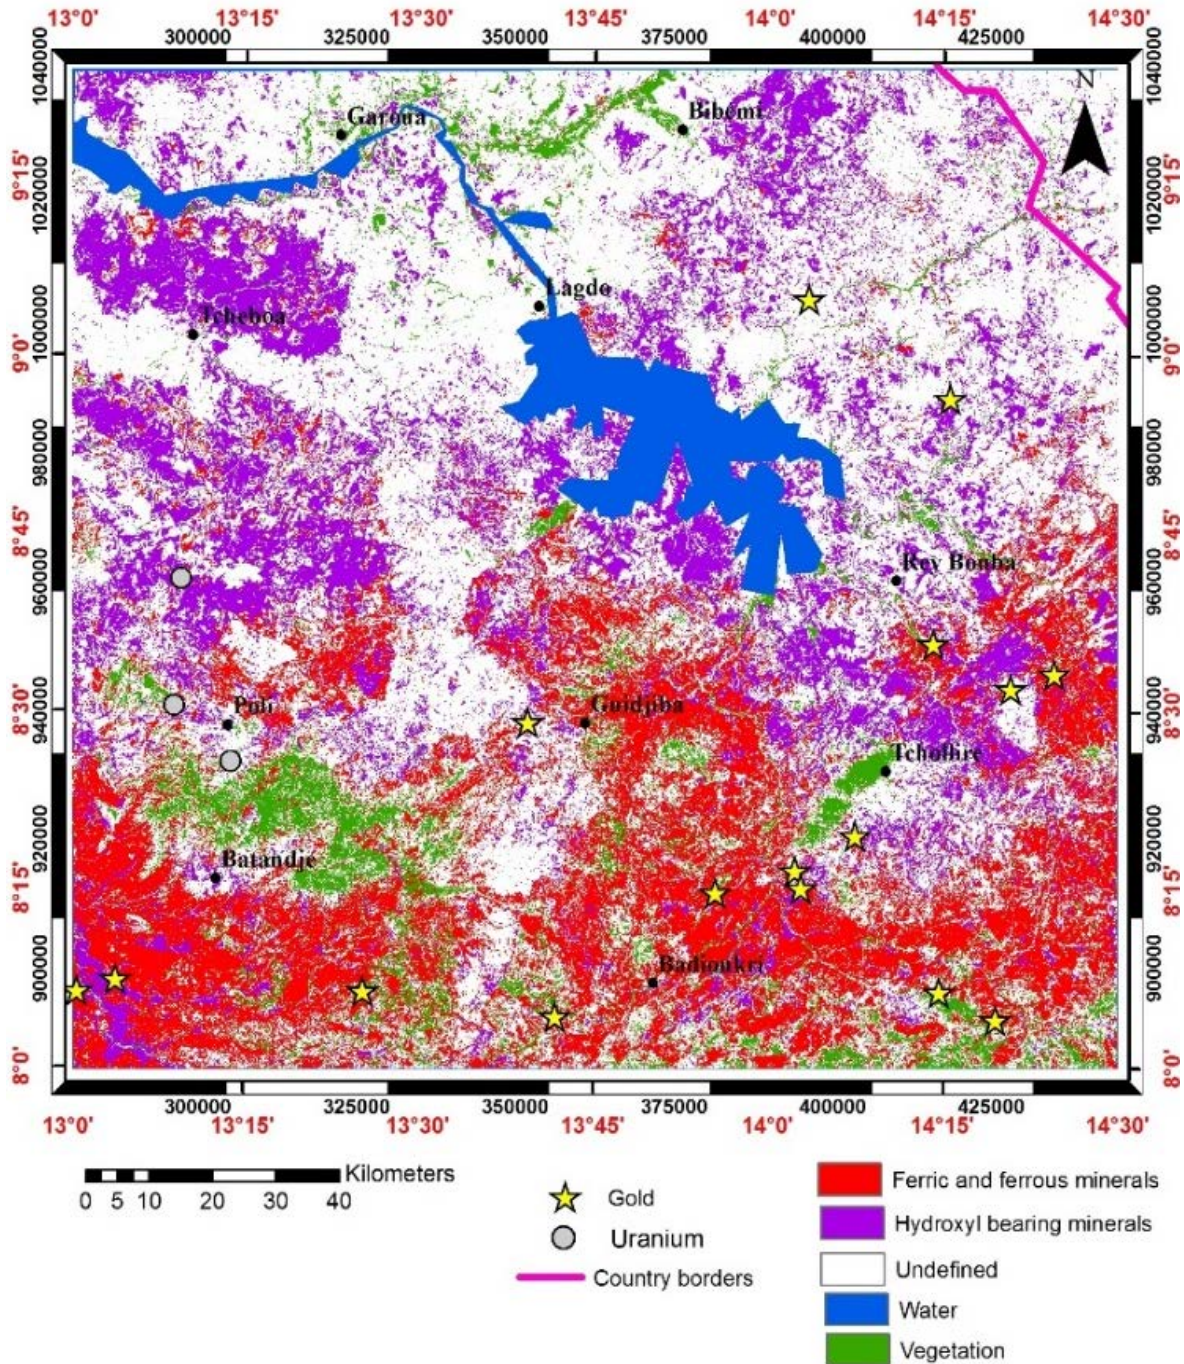 13°0' 13°15' 13°30' 13°45' 14°0' 14°15' 14°30'
300000 325000 350000 375000 400000 425000
1040000
1040000
N
Garoua
Bibemi
9°15'
9°15'
1020000
1020000
Lagdo
Tcheboa
1000000
1000000
9°0'
9°0'
980000
980000
8°45'
8°45'
Rey Bouba
960000
960000
8°30'
8°30'
Poli
Guidjiba
940000
940000
Tchollire
920000
920000
Batandje
8°15'
8°15'
Badjoukri
900000
900000
8°0'
8°0'
300000 325000 350000 375000 400000 425000
13°0' 13°15' 13°30' 13°45' 14°0' 14°15' 14°30'
Kilometers
0 5 10 20 30 40
Gold
Uranium
Country borders
Ferric and ferrous minerals
Hydroxyl bearing minerals
Undefined
Water
Vegetation